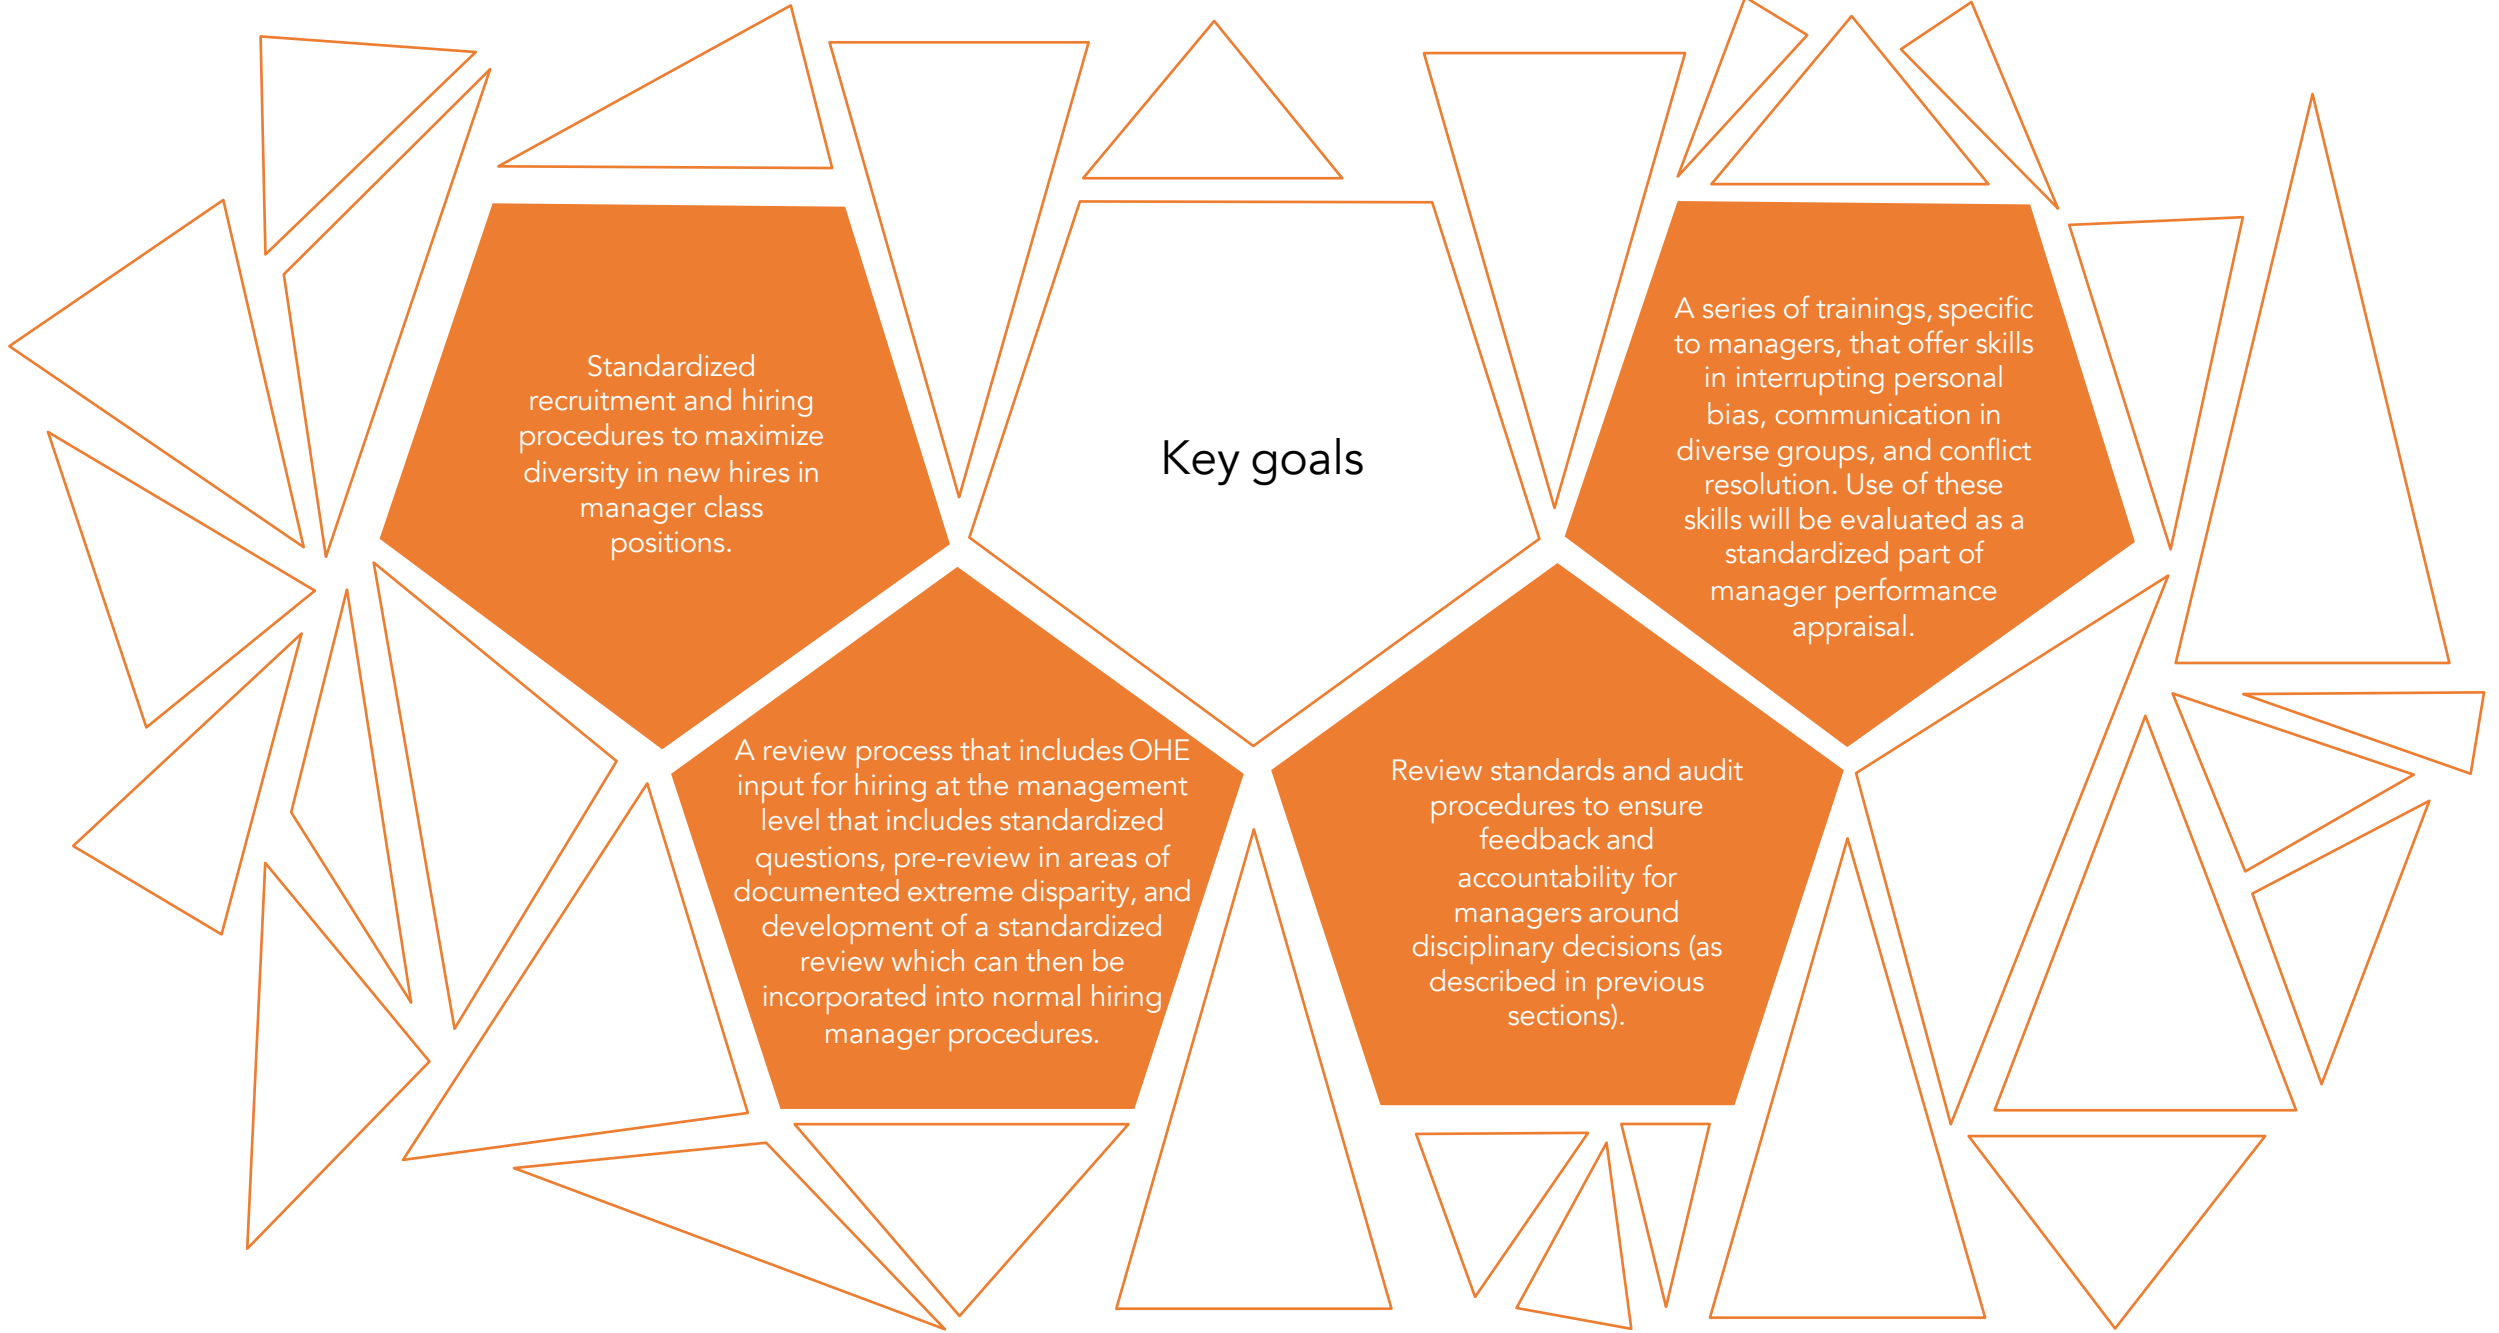 Key goals
Standardized
recruitment and hiring
procedures to maximize
diversity in new hires in
manager class
positions.
A review process that includes OHE
input for hiring at the management
level that includes standardized
questions, pre-review in areas of
documented extreme disparity, and
development of a standardized
review which can then be
incorporated into normal hiring
manager procedures.
Review standards and audit
procedures to ensure
feedback and
accountability for
managers around
disciplinary decisions (as
described in previous
sections).
A series of trainings, specific
to managers, that offer skills
in interrupting personal
bias, communication in
diverse groups, and conflict
resolution. Use of these
skills will be evaluated as a
standardized part of
manager performance
appraisal.